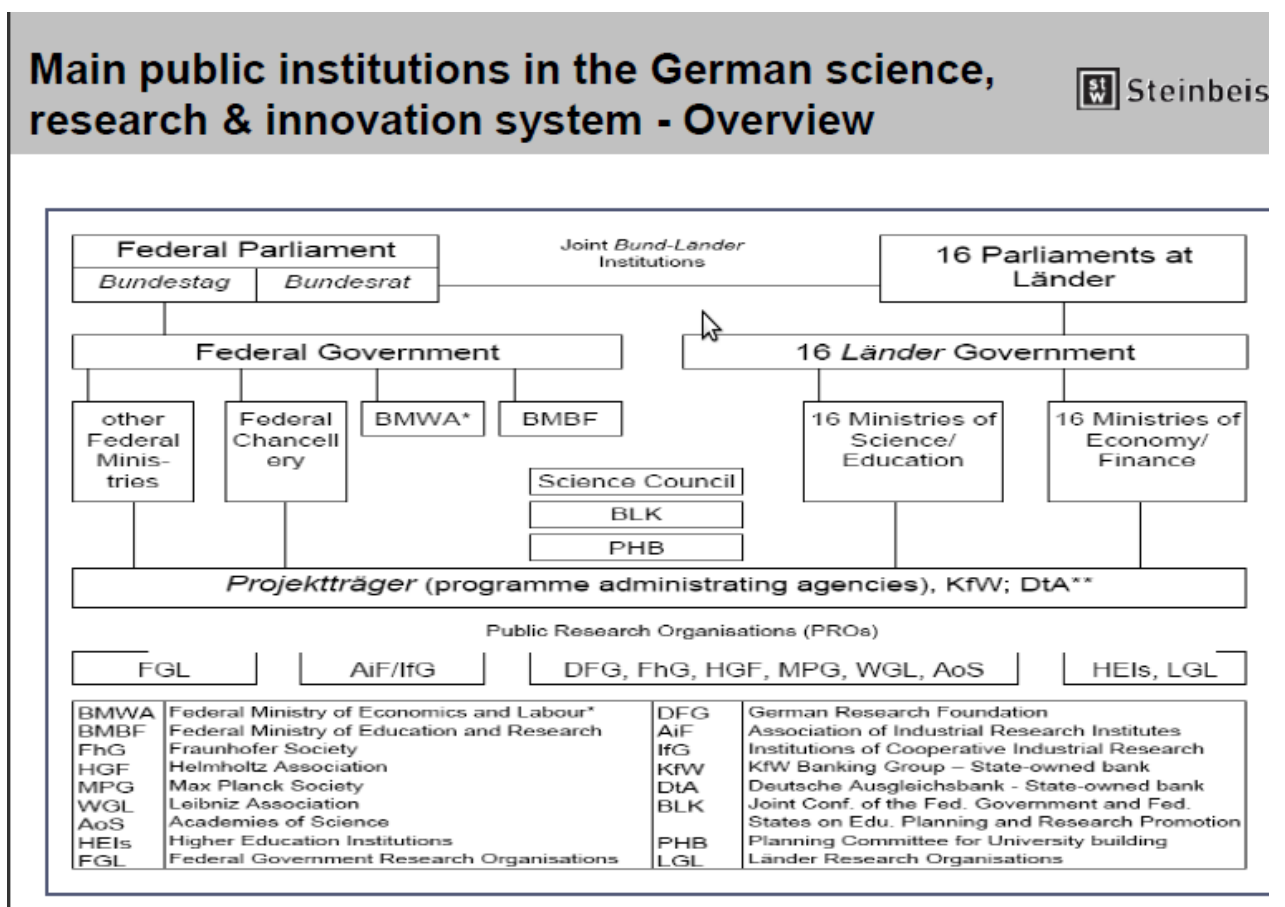 Main public institutions in the German science,
research & innovation system - Overview
stw Steinbeis
Federal Parliament
Bundestag Bundesrat
Joint Bund-Länder
Institutions
16 Parliaments at
Länder
Federal Government
16 Länder Government
other
Federal
Minis-
tries
Federal
Chancell
ery
BMWA*
BMBF
16 Ministries of
Science/
Education
16 Ministries of
Economy/
Finance
Science Council
BLK
PHB
Projektträger (programme administrating agencies), KfW; DtA**
Public Research Organisations (PROs)
FGL
AiF/IfG
DFG, FhG, HGF, MPG, WGL, AoS
HEIs, LGL
BMWA Federal Ministry of Economics and Labour*
BMBF Federal Ministry of Education and Research
FhG Fraunhofer Society
HGF Helmholtz Association
MPG Max Planck Society
WGL Leibniz Association
AoS Academies of Science
HEIs Higher Education Institutions
FGL Federal Government Research Organisations
DFG German Research Foundation
AiF Association of Industrial Research Institutes
IfG Institutions of Cooperative Industrial Research
KfW KfW Banking Group – State-owned bank
DtA Deutsche Ausgleichsbank - State-owned bank
BLK Joint Conf. of the Fed. Government and Fed.
States on Edu. Planning and Research Promotion
PHB Planning Committee for University building
LGL Länder Research Organisations